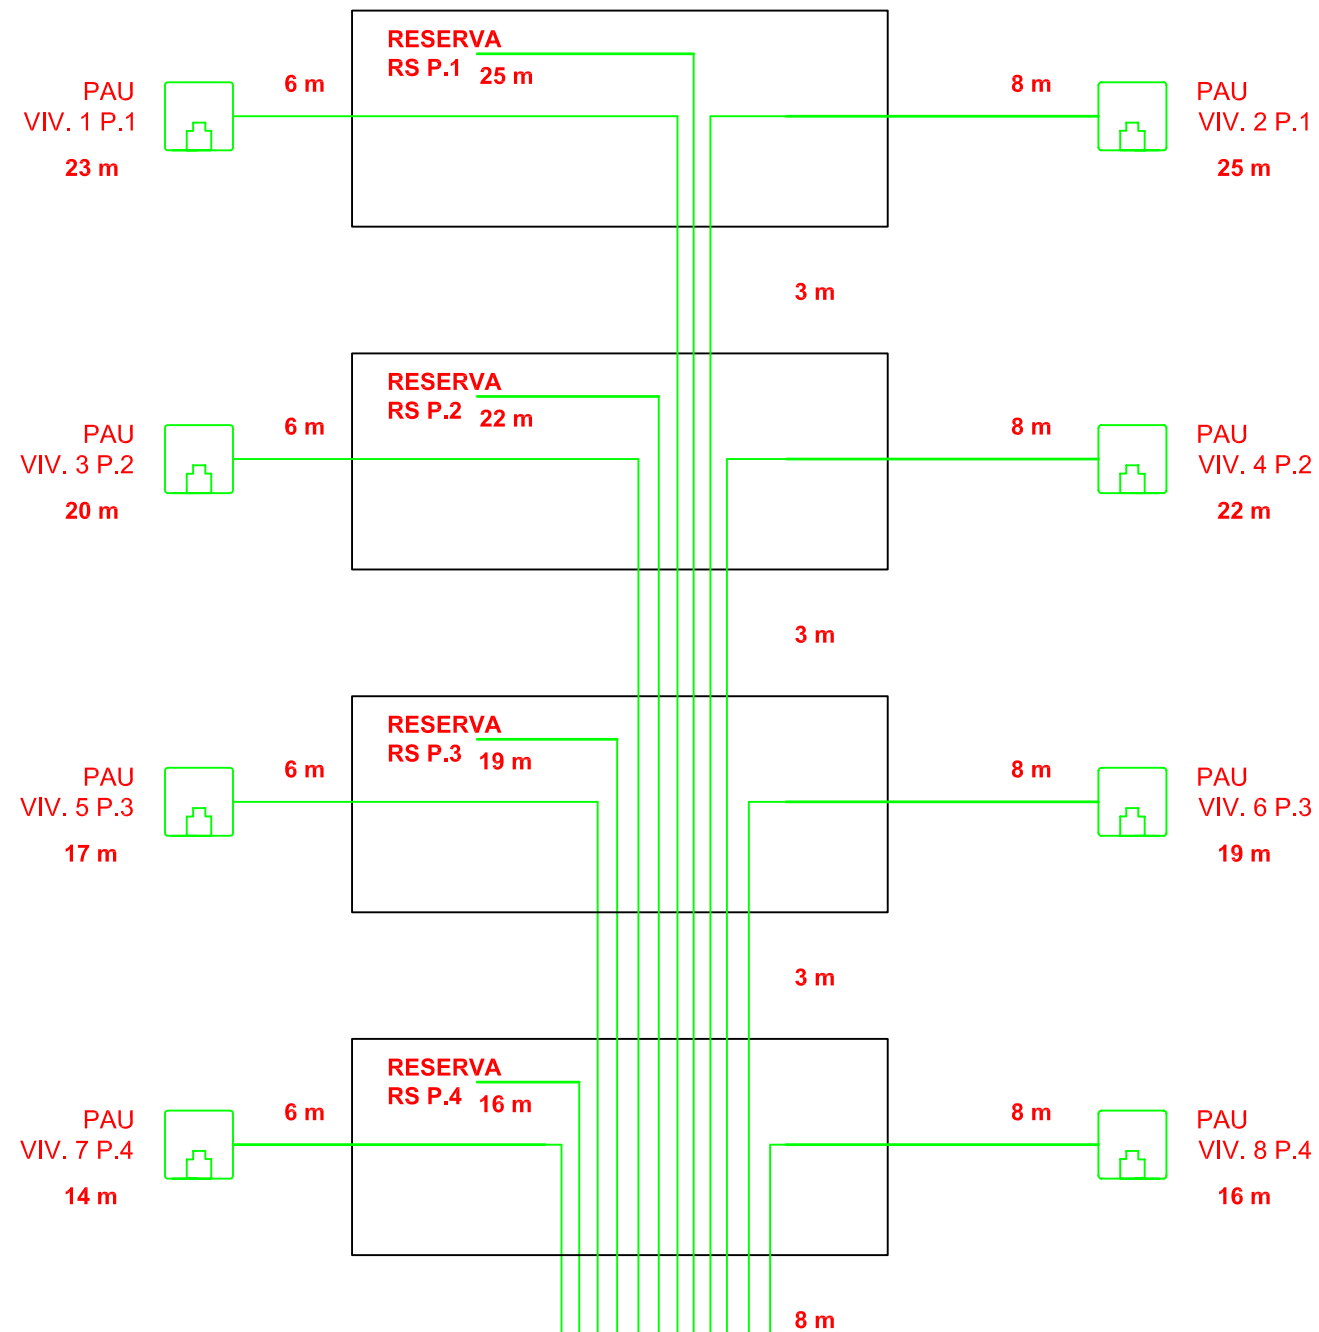 RESERVA
RS P.1
25 m
6 m
8 m
PAU
VIV. 1 P.1
23 m
PAU
VIV. 2 P.1
25 m
3 m
RESERVA
RS P.2
22 m
6 m
8 m
PAU
VIV. 3 P.2
20 m
PAU
VIV. 4 P.2
22 m
3 m
RESERVA
RS P.3
19 m
6 m
8 m
PAU
VIV. 5 P.3
17 m
PAU
VIV. 6 P.3
19 m
3 m
RESERVA
RS P.4
16 m
6 m
8 m
PAU
VIV. 7 P.4
14 m
PAU
VIV. 8 P.4
16 m
8 m